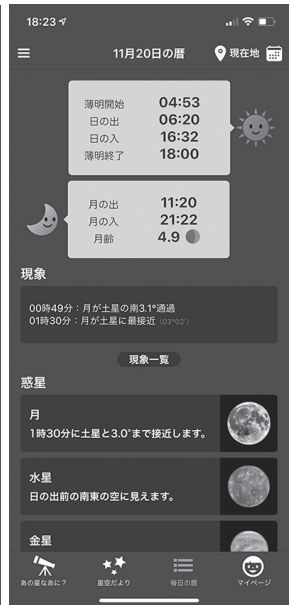 18:23
11月20日の暦
現在地
薄明開始 04:53
日の出 06:20
日の入 16:32
薄明終了 18:00
月の出 11:20
月の入 21:22
月齢 4.9
現象
00時49分：月が土星の南3.1°通過
01時30分：月が土星に最接近 (03°02')
現象一覧
惑星
月
1時30分に土星と3.0°まで接近します。
水星
日の出前の南東の空に見えます。
金星
あの星なあに？
星空だより
毎日の暦
マイページ